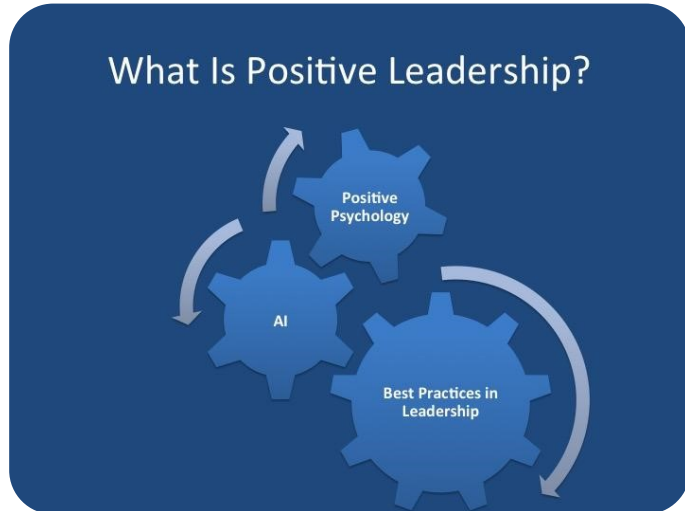 What Is Positive Leadership?
Positive
Psychology
AI
Best Practices in
Leadership